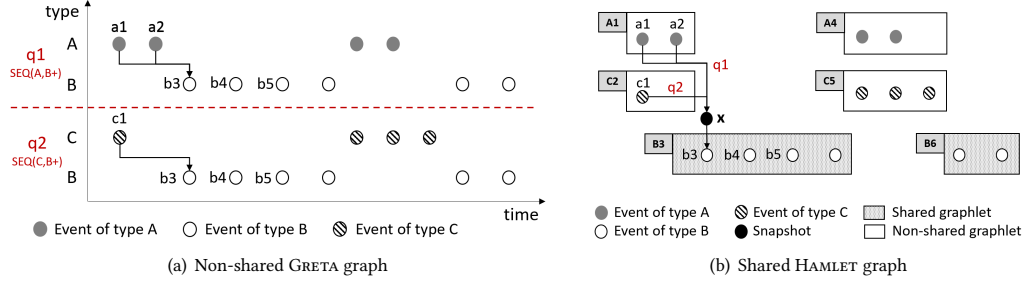 type
a1 a2
A
q1
SEQ(A,B+)
b3 b4 b5
B
c1
C
q2
SEQ(C,B+)
b3 b4 b5
B
time
Event of type A
Event of type B
Event of type C
(a) Non-shared GRETA graph
A1
a1 a2
A4
q1
C2
c1
q2
C5
x
B3
b3 b4 b5
B6
Event of type A
Event of type C
Shared graphlet
Event of type B
Snapshot
Non-shared graphlet
(b) Shared HAMLET graph